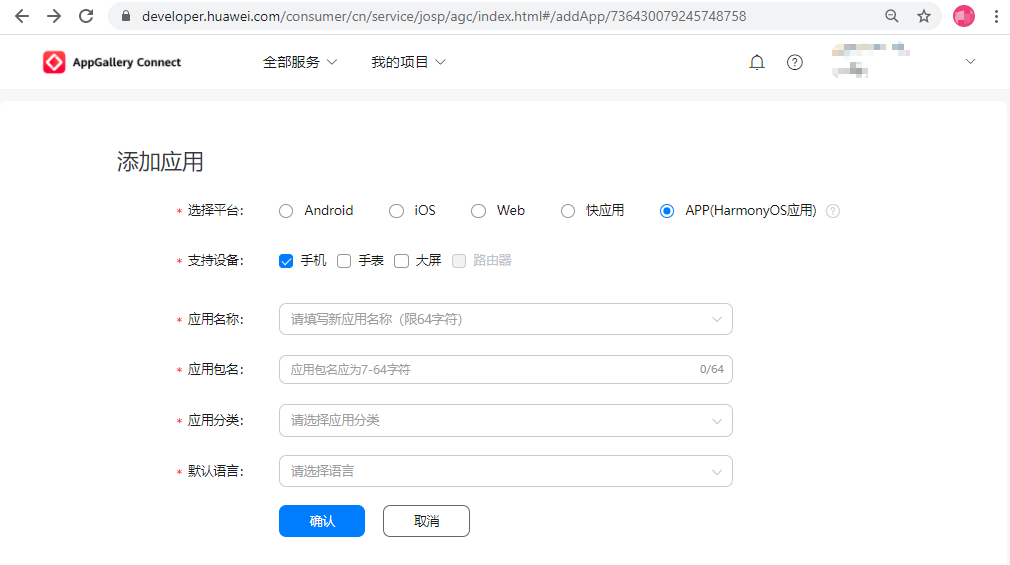 developer.huawei.com/consumer/cn/service/josp/agc/index.html#/addApp/736430079245748758
AppGallery Connect 全部服务 我的项目
添加应用
* 选择平台: Android iOS Web 快应用 APP(HarmonyOS应用)
* 支持设备: 手机 手表 大屏 路由器
* 应用名称: 请填写新应用名称（限64字符）
* 应用包名: 应用包名应为7-64字符 0/64
* 应用分类: 请选择应用分类
* 默认语言: 请选择语言
确认 取消